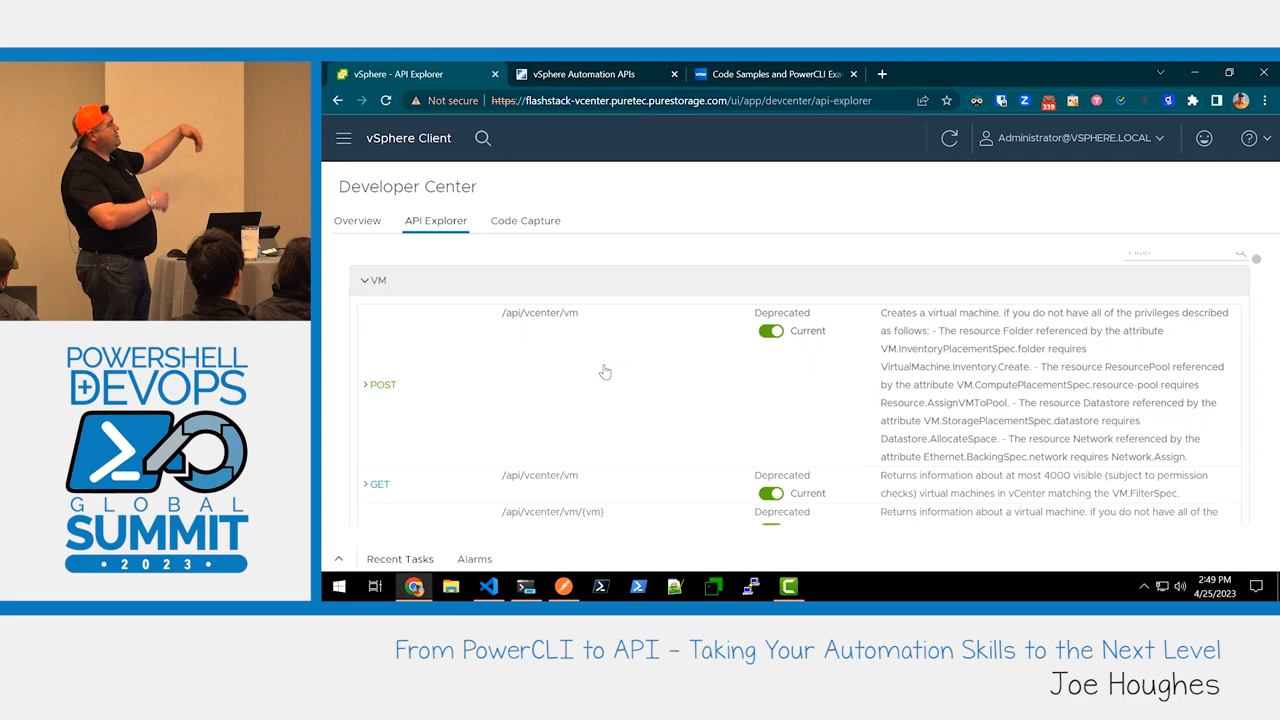 vSphere - API Explorer
vSphere Automation APIs
Code Samples and PowerCLI Exa
Not secure
https://flashstack-vcenter.puretec.purestorage.com/ui/app/devcenter/api-explorer
339
vSphere Client
Administrator@VSPHERE.LOCAL
Developer Center
Overview
API Explorer
Code Capture
Filter
VM
POST
/api/vcenter/vm
Deprecated
Current
Creates a virtual machine. if you do not have all of the privileges described
as follows: - The resource Folder referenced by the attribute
VM.InventoryPlacementSpec.folder requires
VirtualMachine.Inventory.Create. - The resource ResourcePool referenced
by the attribute VM.ComputePlacementSpec.resource-pool requires
Resource.AssignVMToPool. - The resource Datastore referenced by the
attribute VM.StoragePlacementSpec.datastore requires
Datastore.AllocateSpace. - The resource Network referenced by the
attribute Ethernet.BackingSpec.network requires Network.Assign.
GET
/api/vcenter/vm
Deprecated
Current
Returns information about at most 4000 visible (subject to permission
checks) virtual machines in vCenter matching the VM.FilterSpec.
/api/vcenter/vm/{vm}
Deprecated
Returns information about a virtual machine. if you do not have all of the
Recent Tasks
Alarms
2:49 PM
4/25/2023
POWERSHELL
+DEVOPS
GLOBAL
SUMMIT
• 2023 •
From PowerCLI to API - Taking Your Automation Skills to the Next Level
Joe Houghes